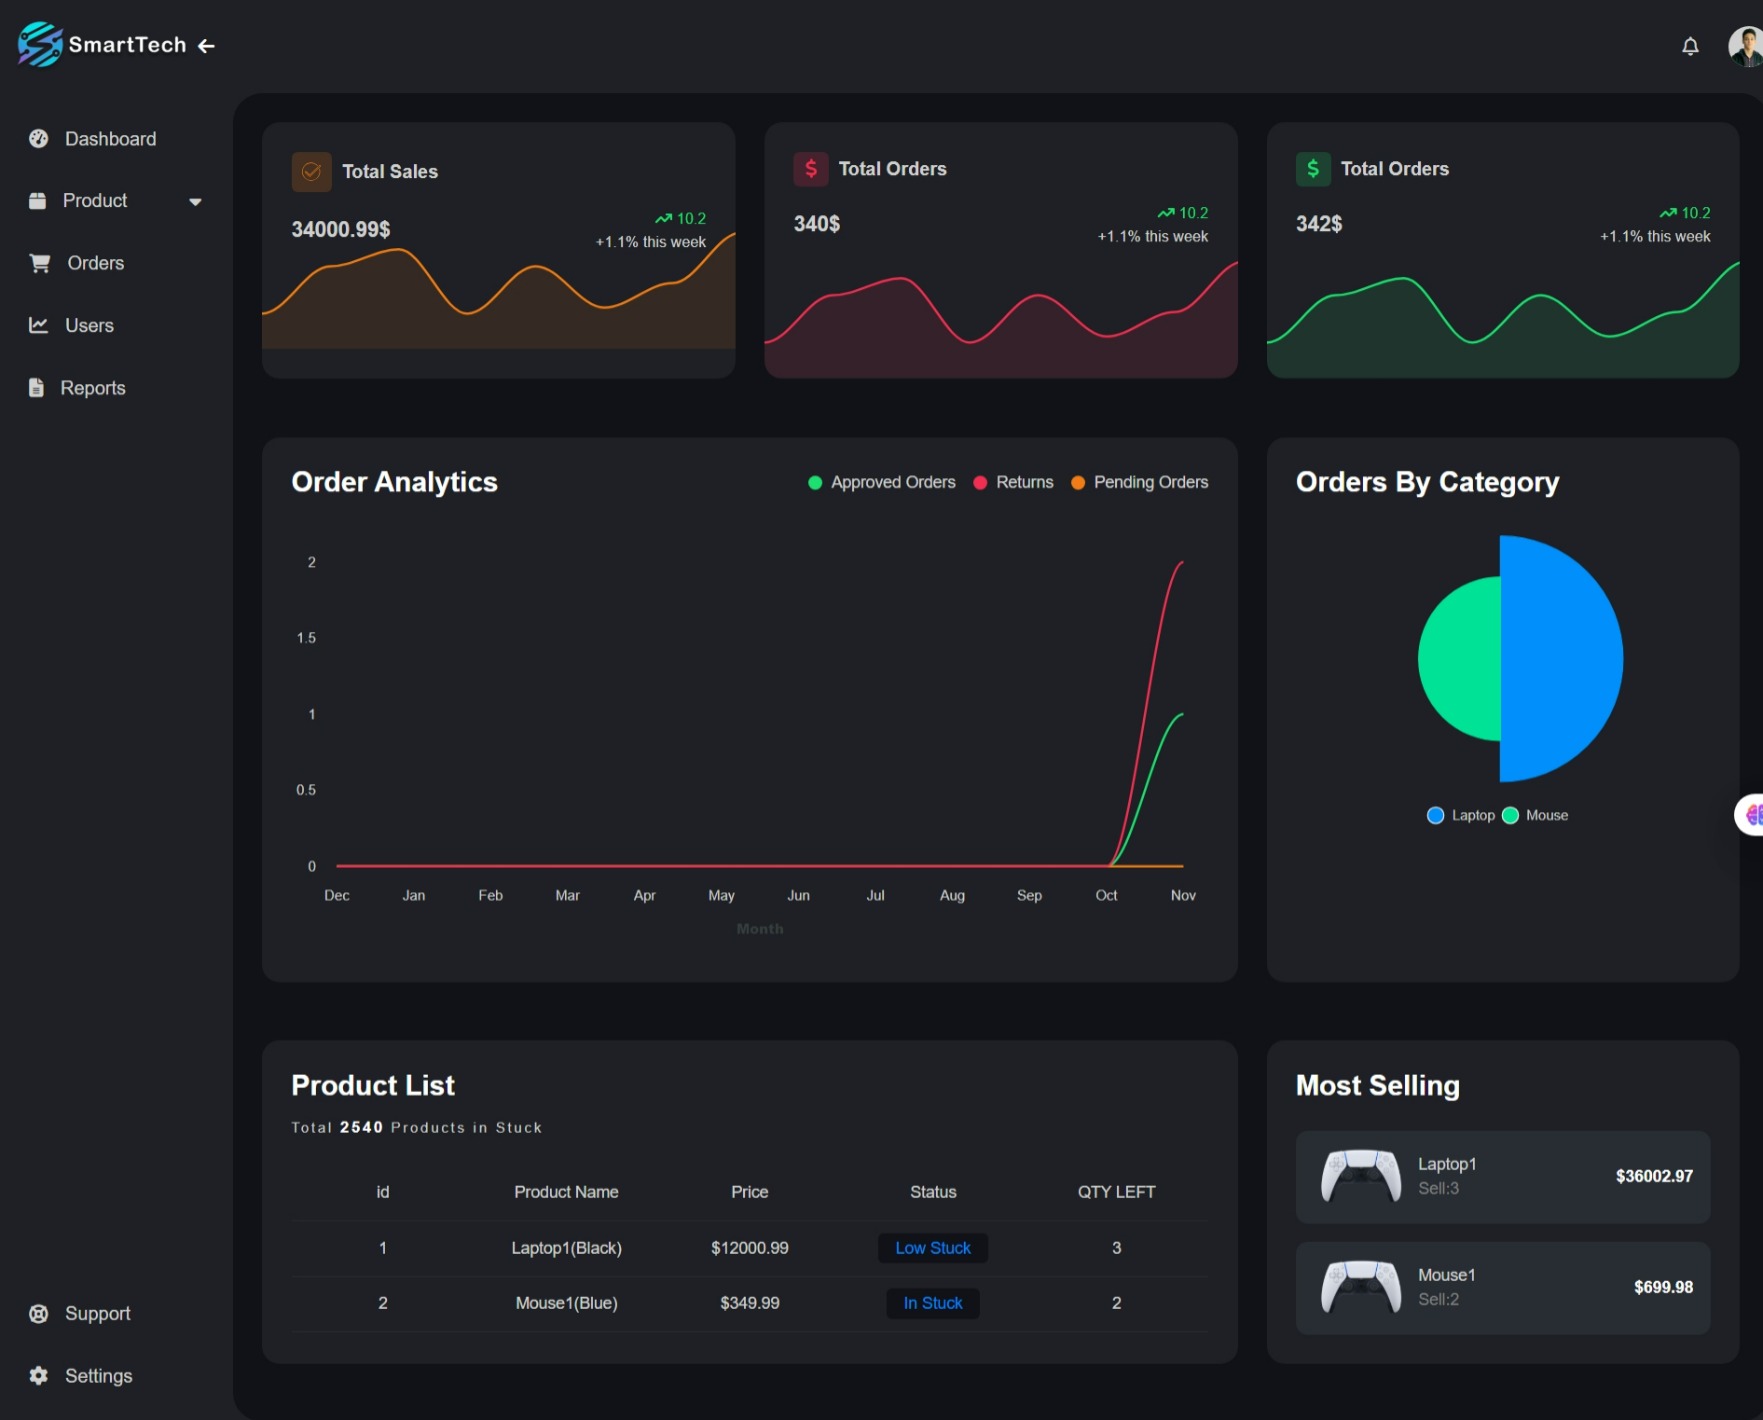 SmartTech
Dashboard
Product
Orders
Users
Reports
Support
Settings
Total Sales
34000.99$
10.2
+1.1% this week
Total Orders
340$
10.2
+1.1% this week
Total Orders
342$
10.2
+1.1% this week
Order Analytics
Approved Orders Returns Pending Orders
2
1.5
1
0.5
0
Dec Jan Feb Mar Apr May Jun Jul Aug Sep Oct Nov
Month
Orders By Category
Laptop Mouse
Product List
Total 2540 Products in Stuck
id Product Name Price Status QTY LEFT
1 Laptop1(Black) $12000.99 Low Stuck 3
2 Mouse1(Blue) $349.99 In Stuck 2
Most Selling
Laptop1
Sell:3
$36002.97
Mouse1
Sell:2
$699.98